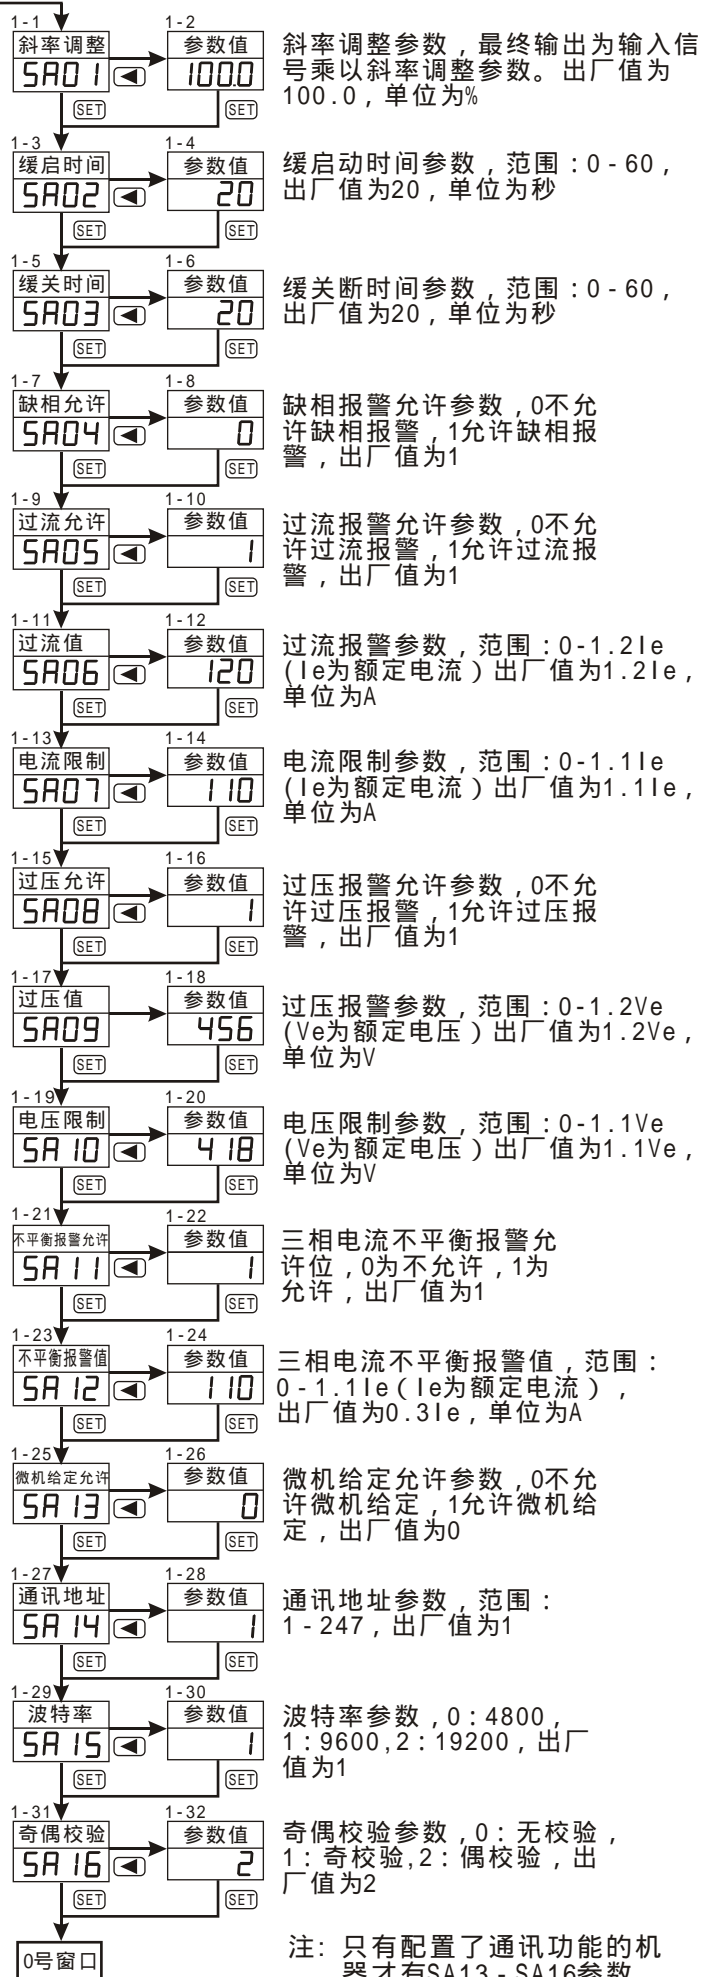 1-1
1-2
斜率调整
参数值
SA01
100.0
SET
SET
斜率调整参数，最终输出为输入信
号乘以斜率调整参数。出厂值为
100.0，单位为%
1-3
1-4
缓启时间
参数值
SA02
20
SET
SET
缓启动时间参数，范围：0-60，
出厂值为20，单位为秒
1-5
1-6
缓关时间
参数值
SA03
20
SET
SET
缓关断时间参数，范围：0-60，
出厂值为20，单位为秒
1-7
1-8
缺相允许
参数值
SA04
0
SET
SET
缺相报警允许参数，0不允
许缺相报警，1允许缺相报
警，出厂值为1
1-9
1-10
过流允许
参数值
SA05
1
SET
SET
过流报警允许参数，0不允
许过流报警，1允许过流报
警，出厂值为1
1-11
1-12
过流值
参数值
SA06
120
SET
SET
过流报警参数，范围：0-1.2Ie
(Ie为额定电流）出厂值为1.2Ie，
单位为A
1-13
1-14
电流限制
参数值
SA07
110
SET
SET
电流限制参数，范围：0-1.1Ie
(Ie为额定电流）出厂值为1.1Ie，
单位为A
1-15
1-16
过压允许
参数值
SA08
1
SET
SET
过压报警允许参数，0不允
许过压报警，1允许过压报
警，出厂值为1
1-17
1-18
过压值
参数值
SA09
456
SET
SET
过压报警参数，范围：0-1.2Ve
(Ve为额定电压）出厂值为1.2Ve，
单位为V
1-19
1-20
电压限制
参数值
SA10
418
SET
SET
电压限制参数，范围：0-1.1Ve
(Ve为额定电压）出厂值为1.1Ve，
单位为V
1-21
1-22
不平衡报警允许
参数值
SA11
1
SET
SET
三相电流不平衡报警允
许位，0为不允许，1为
允许，出厂值为1
1-23
1-24
不平衡报警值
参数值
SA12
110
SET
SET
三相电流不平衡报警值，范围：
0-1.1Ie（Ie为额定电流），
出厂值为0.3Ie，单位为A
1-25
1-26
微机给定允许
参数值
SA13
0
SET
SET
微机给定允许参数，0不允
许微机给定，1允许微机给
定，出厂值为0
1-27
1-28
通讯地址
参数值
SA14
1
SET
SET
通讯地址参数，范围：
1-247，出厂值为1
1-29
1-30
波特率
参数值
SA15
1
SET
SET
波特率参数，0：4800，
1：9600,2：19200，出厂
值为1
1-31
1-32
奇偶校验
参数值
SA16
2
SET
SET
奇偶校验参数，0：无校验，
1：奇校验,2：偶校验，出
厂值为2
0号窗口
注：只有配置了通讯功能的机
器才有SA13-SA16参数